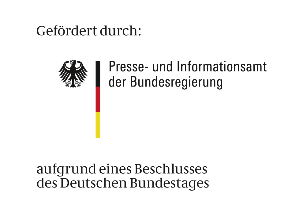 Gefördert durch:
Presse- und Informationsamt
der Bundesregierung
aufgrund eines Beschlusses
des Deutschen Bundestages